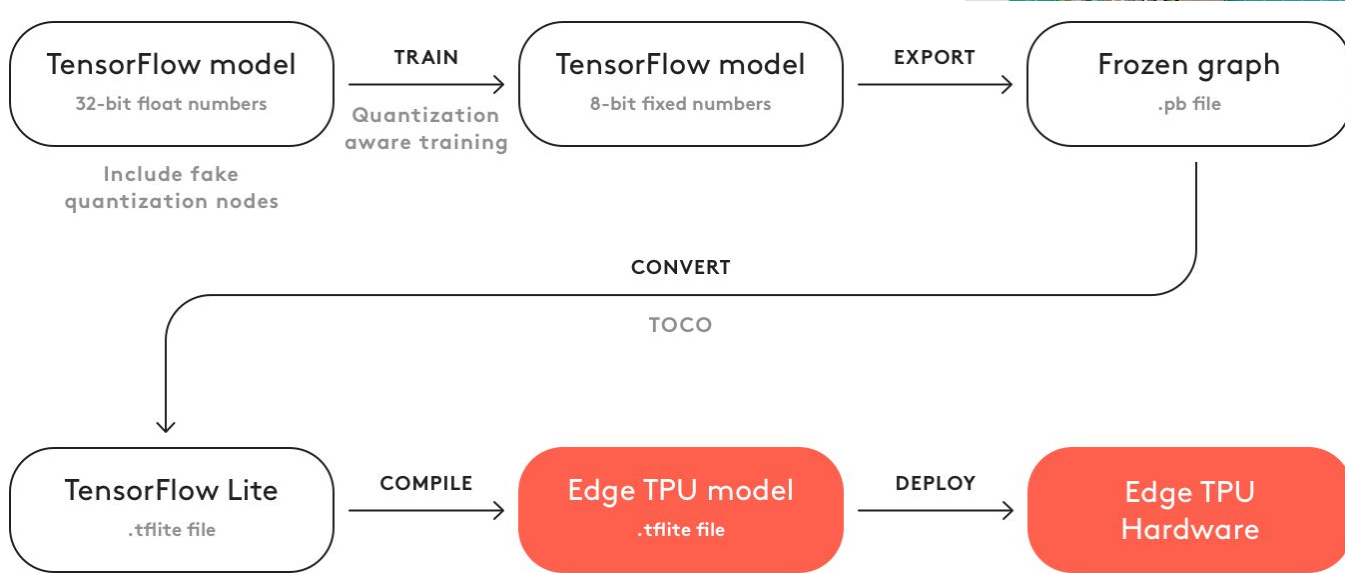 TensorFlow model
32-bit float numbers
Include fake
quantization nodes
TRAIN
Quantization
aware training
TensorFlow model
8-bit fixed numbers
EXPORT
Frozen graph
.pb file
CONVERT
TOCO
TensorFlow Lite
.tflite file
COMPILE
Edge TPU model
.tflite file
DEPLOY
Edge TPU
Hardware